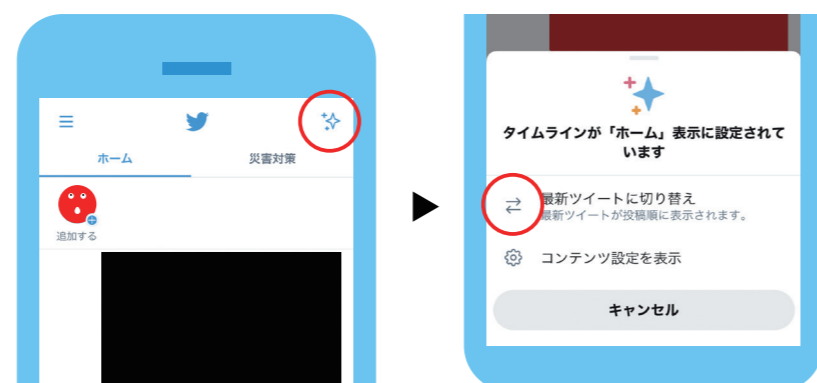 ホーム
災害対策
追加する
タイムラインが「ホーム」表示に設定されて
います
最新ツイートに切り替え
最新ツイートが投稿順に表示されます。
コンテンツ設定を表示
キャンセル